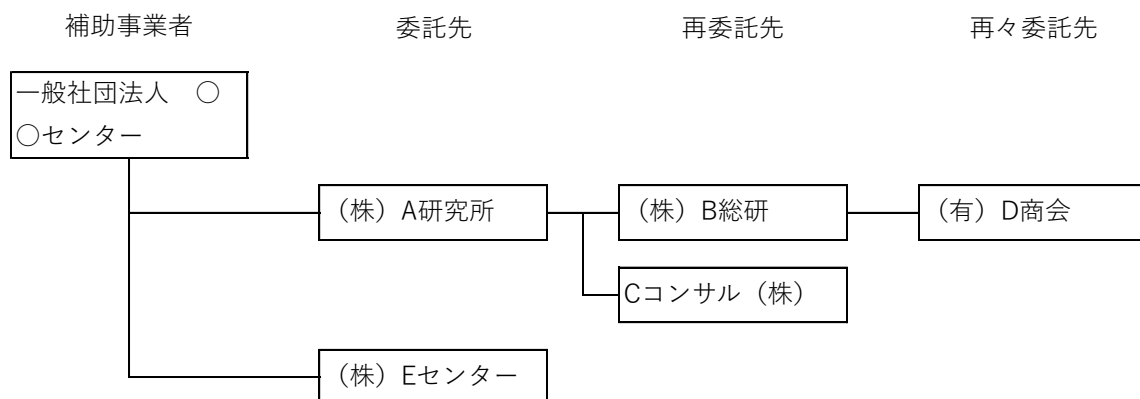 補助事業者　委託先　再委託先　再々委託先
一般社団法人　〇
〇センター
（株）A研究所　（株）B総研　（有）D商会
Cコンサル（株）
（株）Eセンター